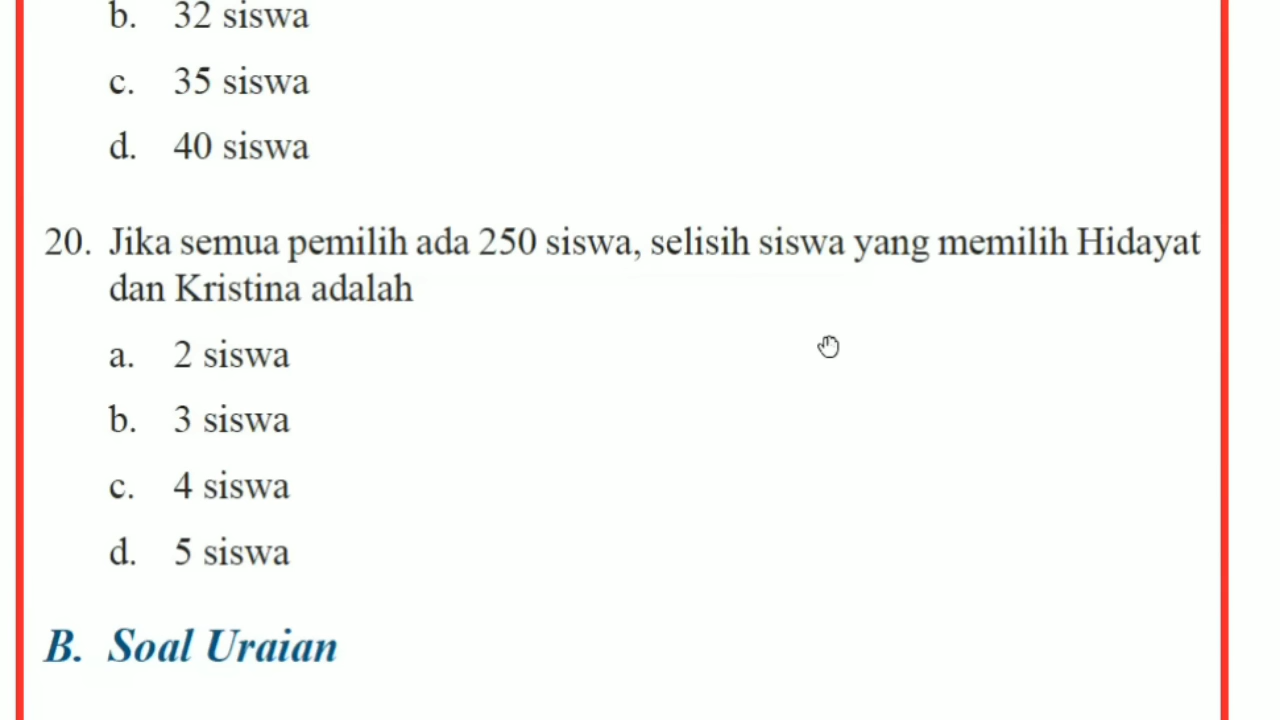 b. 32 siswa
c. 35 siswa
d. 40 siswa
20. Jika semua pemilih ada 250 siswa, selisih siswa yang memilih Hidayat
dan Kristina adalah
a. 2 siswa
b. 3 siswa
c. 4 siswa
d. 5 siswa
B. Soal Uraian